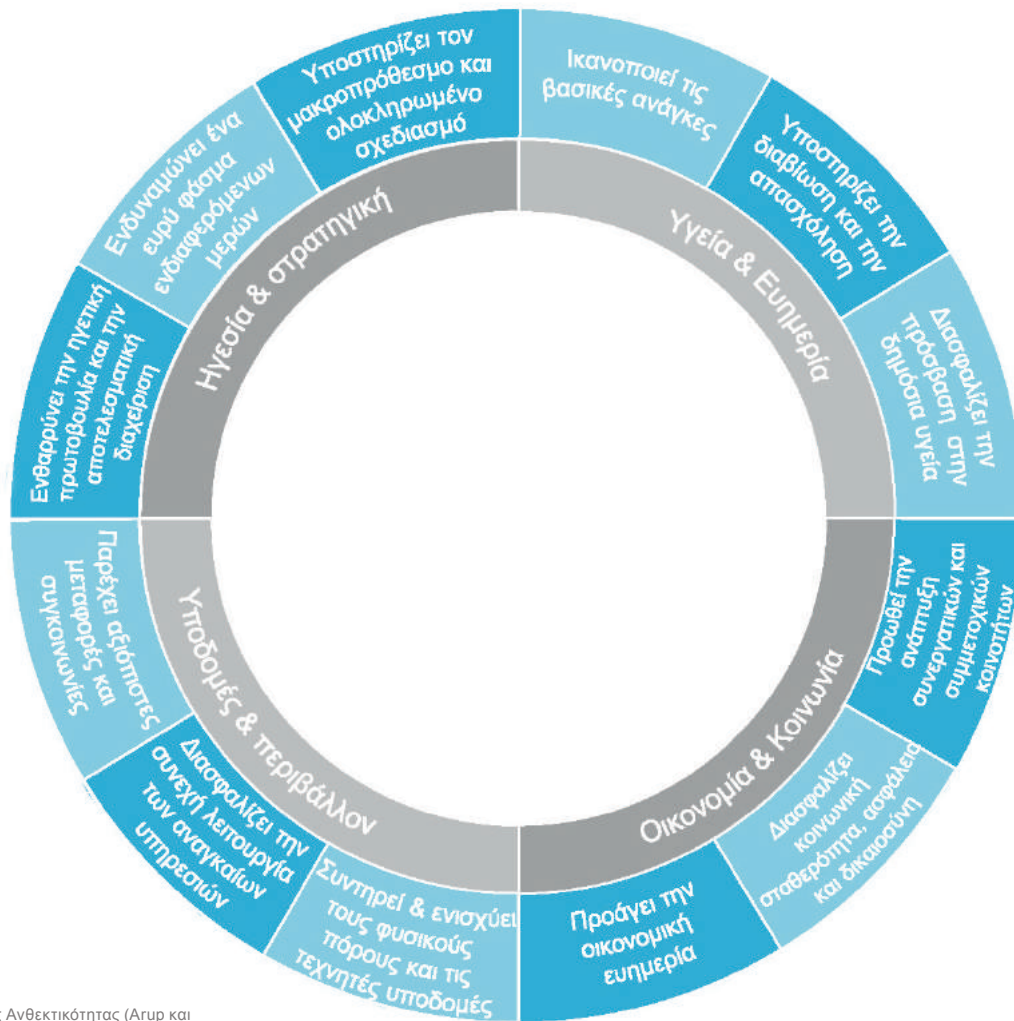 Υποστηρίζει τον
μακροπρόθεσμο και
ολοκληρωμένο
σχεδιασμό
Ικανοποιεί τις
βασικές ανάγκες
Υποστηρίζει την
διαβίωση και την
απασχόληση
Διασφαλίζει την
πρόσβαση στην
δημόσια υγεία
Προωθεί την
ανάπτυξη
συνεργατικών και
συμμετοχικών
κοινοτήτων
Διασφαλίζει
κοινωνική
σταθερότητα, ασφάλεια
και δικαιοσύνη
Προάγει την
οικονομική
ευημερία
Συντηρεί & ενισχύει
τους φυσικούς
πόρους και τις
τεχνητές υποδομές
Διασφαλίζει την
συνεχή λειτουργία
των αναγκαίων
υπηρεσιών
Παρέχει αξιόπιστες
μεταφορές και
συγκοινωνίες
Ενθαρρύνει την ηγετική
πρωτοβουλία και την
αποτελεσματική
διαχείριση
Ενδυναμώνει ένα
ευρύ φάσμα
ενδιαφερόμενων
μερών
Ηγεσία & στρατηγική
Υγεία & Ευημερία
Οικονομία & Κοινωνία
Υποδομές & περιβάλλον
Ανθεκτικότητας (Arup και